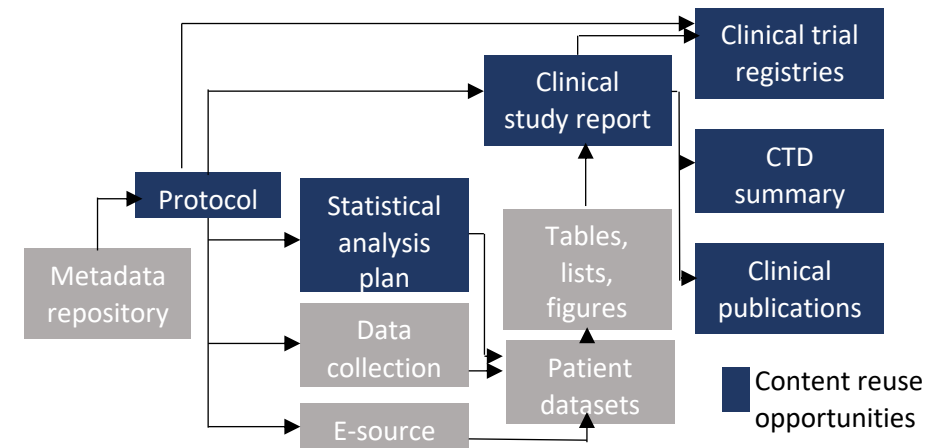 Clinical trial
registries
Clinical
study report
CTD
summary
Protocol
Statistical
analysis
plan
Tables,
lists,
figures
Metadata
repository
Clinical
publications
Data
collection
Patient
datasets
E-source
Content reuse
opportunities